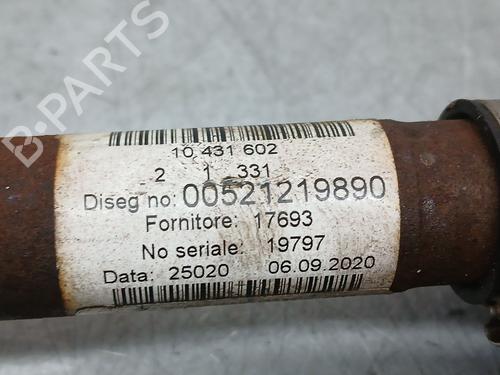 B-PARTS
10 431 602
2 1 331
Diseg no: 00521219890
Fornitore: 17693
No seriale: 19797
Data: 25020 06.09.2020